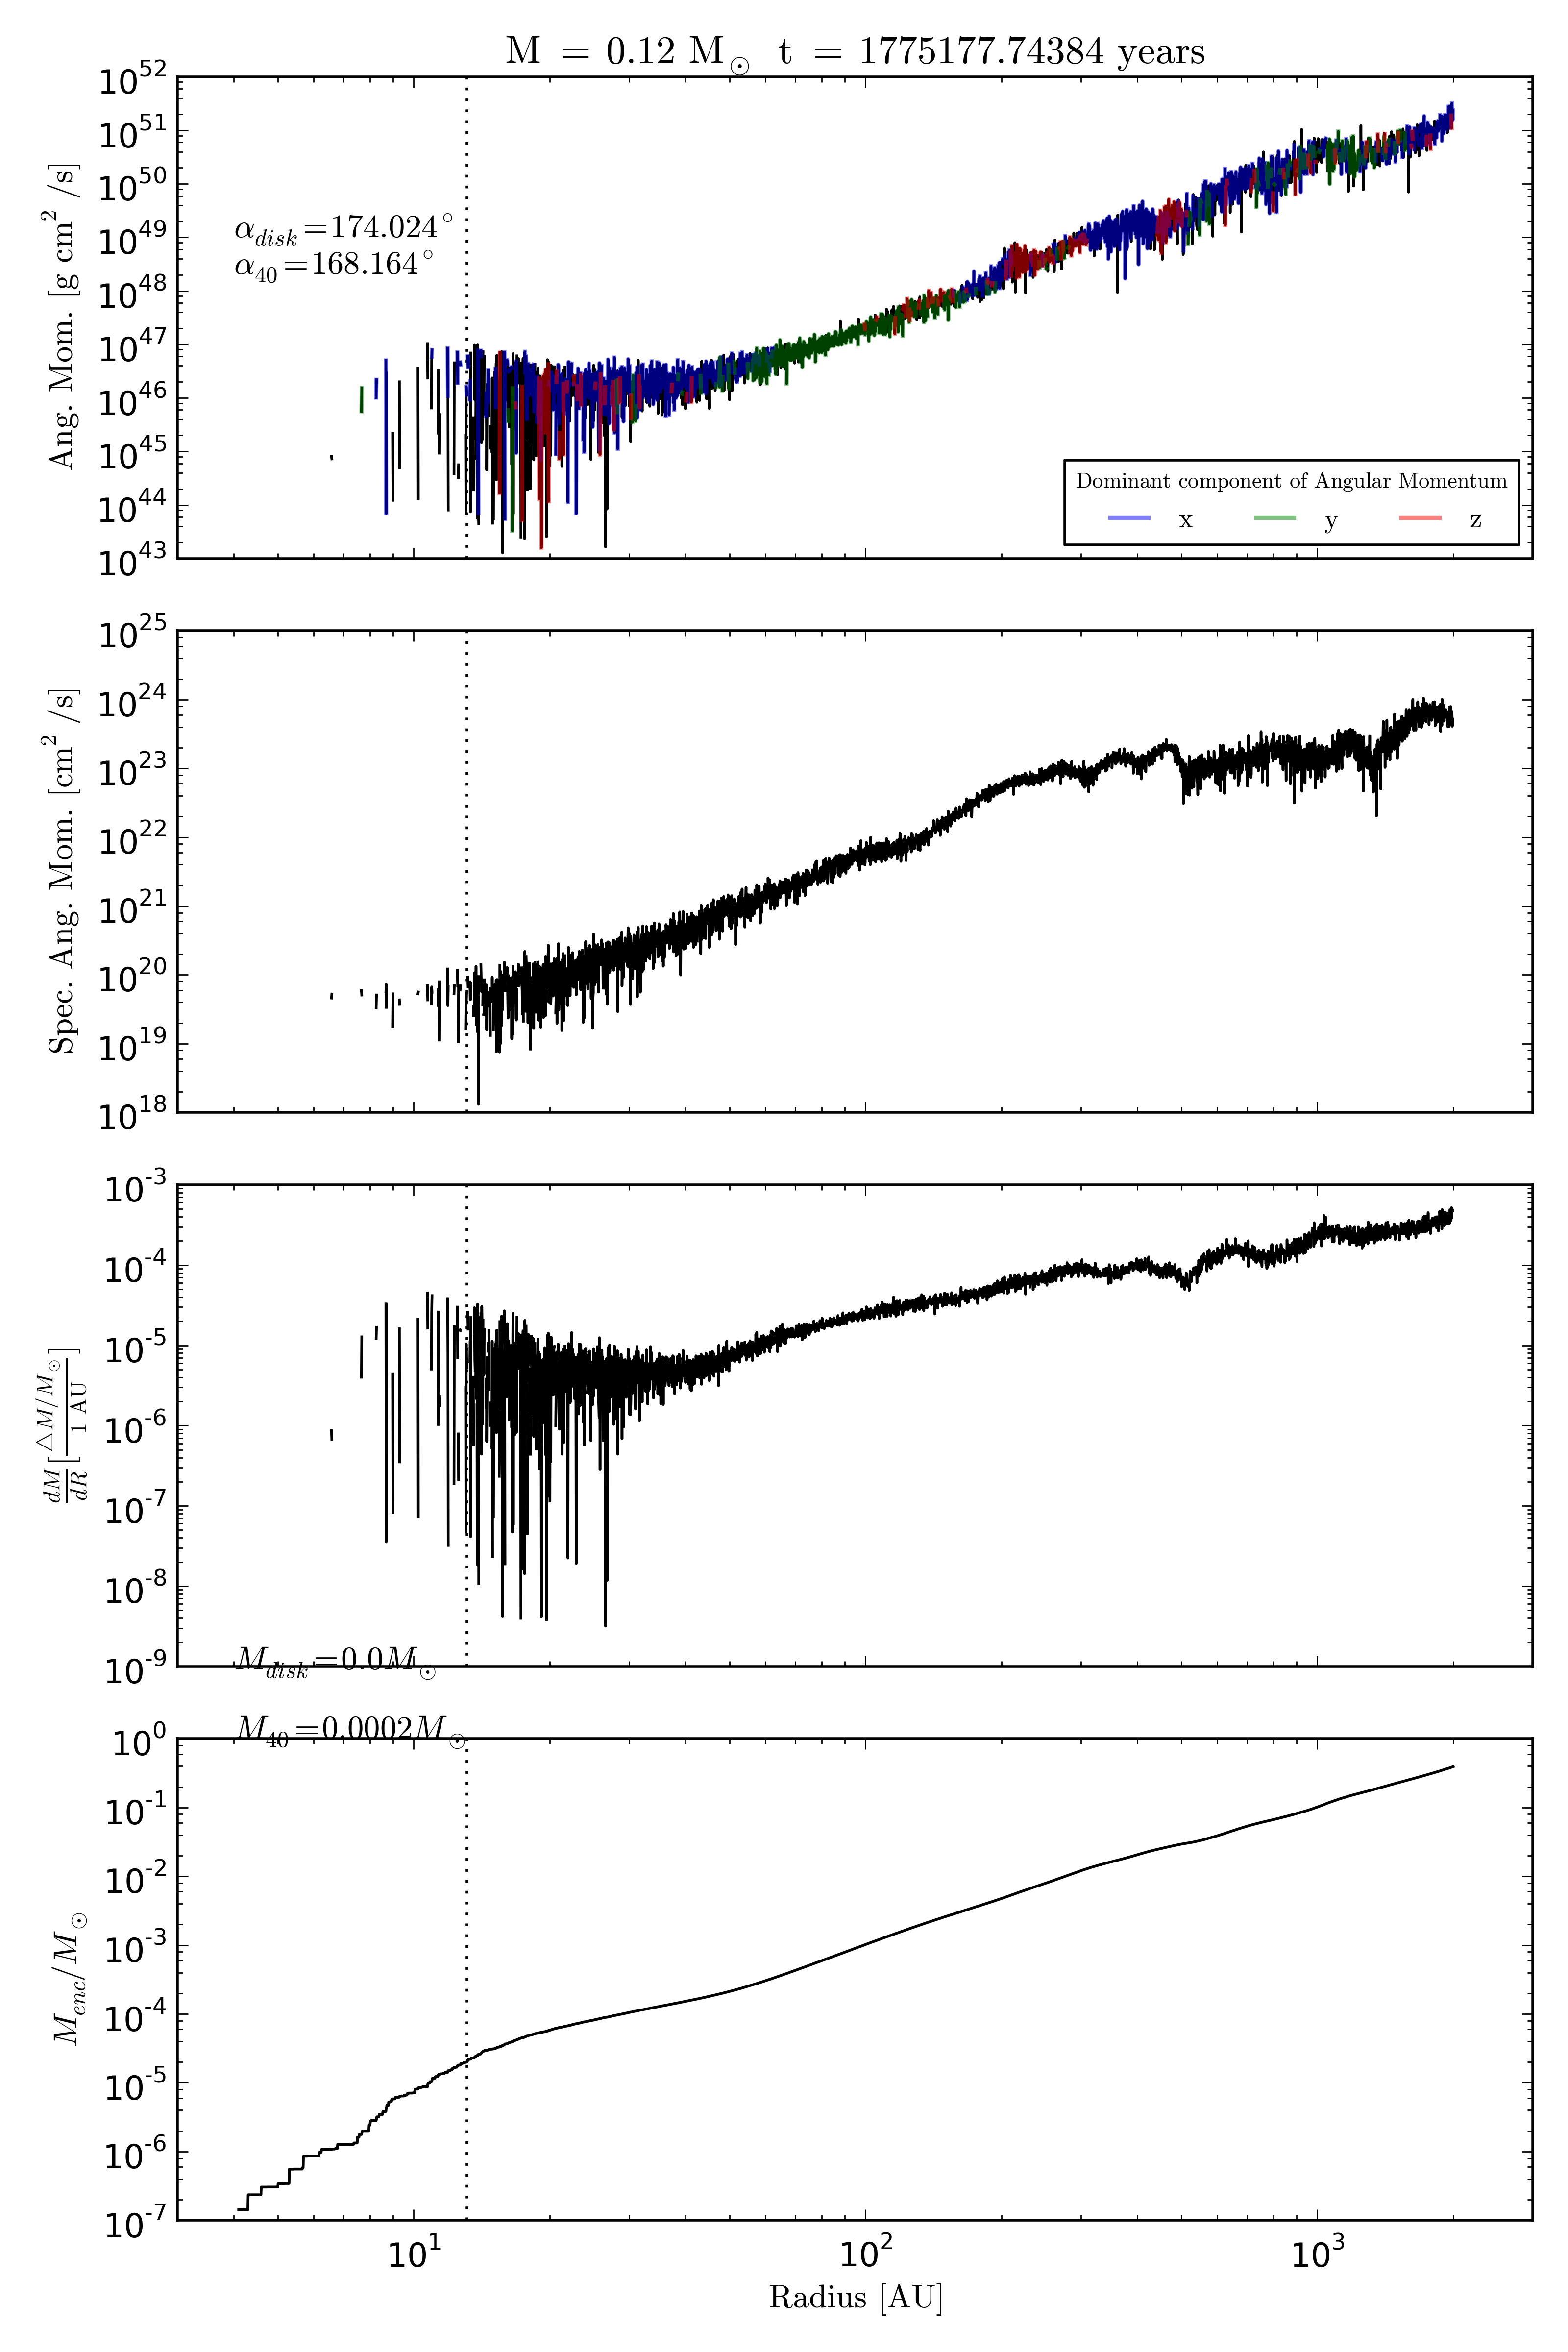 M = 0.12 M⊙ t = 1775177.74384 years
10^52
10^51
10^50
10^49
10^48
10^47
10^46
10^45
10^44
10^43
Ang. Mom. [g cm^2 /s]
α_disk = 174.024°
α_40 = 168.164°
Dominant component of Angular Momentum
x y z
10^25
10^24
10^23
10^22
10^21
10^20
10^19
10^18
Spec. Ang. Mom. [cm^2 /s]
10^-3
10^-4
10^-5
10^-6
10^-7
10^-8
10^-9
dM/dR [△M/M⊙ / 1 AU]
M_disk = 0.0M⊙
M_40 = 0.0002M⊙
10^0
10^-1
10^-2
10^-3
10^-4
10^-5
10^-6
10^-7
M_enc/M⊙
10^1 10^2 10^3
Radius [AU]